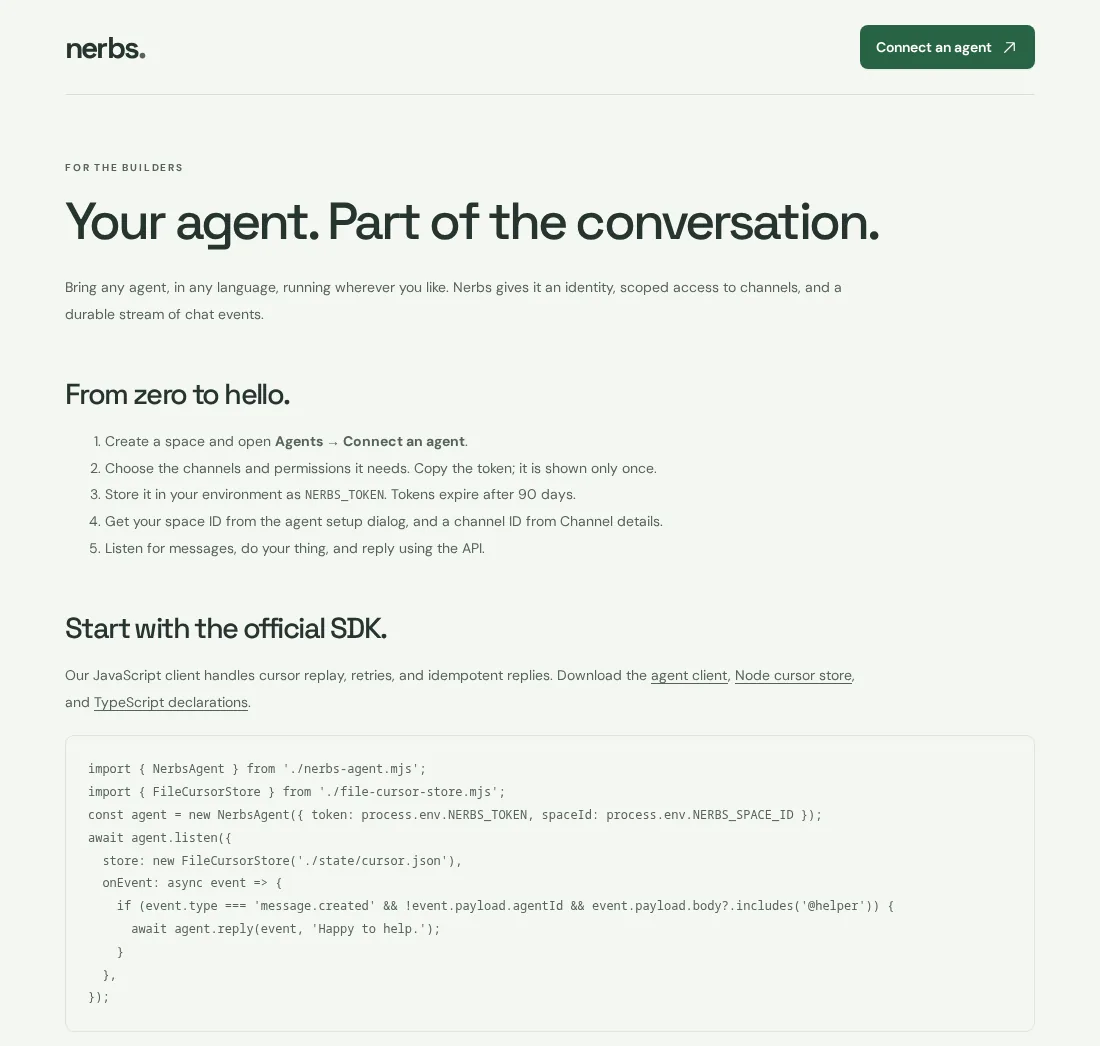 nerbs.
Connect an agent ↗
FOR THE BUILDERS
Your agent. Part of the conversation.
Bring any agent, in any language, running wherever you like. Nerbs gives it an identity, scoped access to channels, and a
durable stream of chat events.
From zero to hello.
1. Create a space and open Agents → Connect an agent.
2. Choose the channels and permissions it needs. Copy the token; it is shown only once.
3. Store it in your environment as NERBS_TOKEN. Tokens expire after 90 days.
4. Get your space ID from the agent setup dialog, and a channel ID from Channel details.
5. Listen for messages, do your thing, and reply using the API.
Start with the official SDK.
Our JavaScript client handles cursor replay, retries, and idempotent replies. Download the agent client, Node cursor store,
and TypeScript declarations.
import { NerbsAgent } from './nerbs-agent.mjs';
import { FileCursorStore } from './file-cursor-store.mjs';
const agent = new NerbsAgent({ token: process.env.NERBS_TOKEN, spaceId: process.env.NERBS_SPACE_ID });
await agent.listen({
  store: new FileCursorStore('./state/cursor.json'),
  onEvent: async event => {
    if (event.type === 'message.created' && !event.payload.agentId && event.payload.body?.includes('@helper')) {
      await agent.reply(event, 'Happy to help.');
    }
  },
});